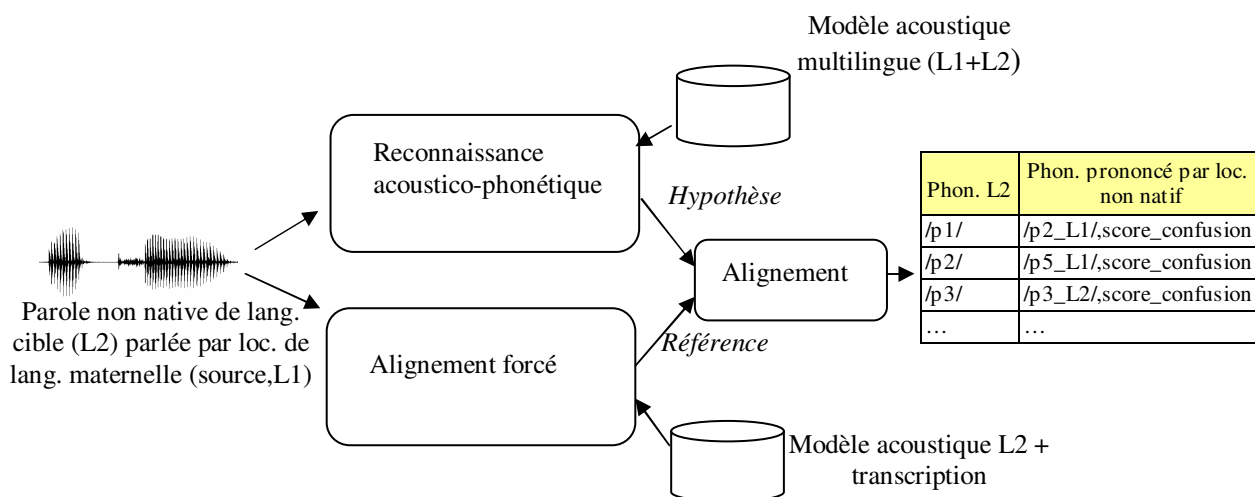 Modèle acoustique
multilingue (L1+L2)
Reconnaissance
acoustico-phonétique
Hypothèse
Phon. L2
Phon. prononcé par loc.
non natif
/p1/ /p2_L1/,score_confusion
/p2/ /p5_L1/,score_confusion
/p3/ /p3_L2/,score_confusion
… …
Alignement
Parole non native de lang.
cible (L2) parlée par loc. de
lang. maternelle (source,L1)
Référence
Alignement forcé
Modèle acoustique L2 +
transcription